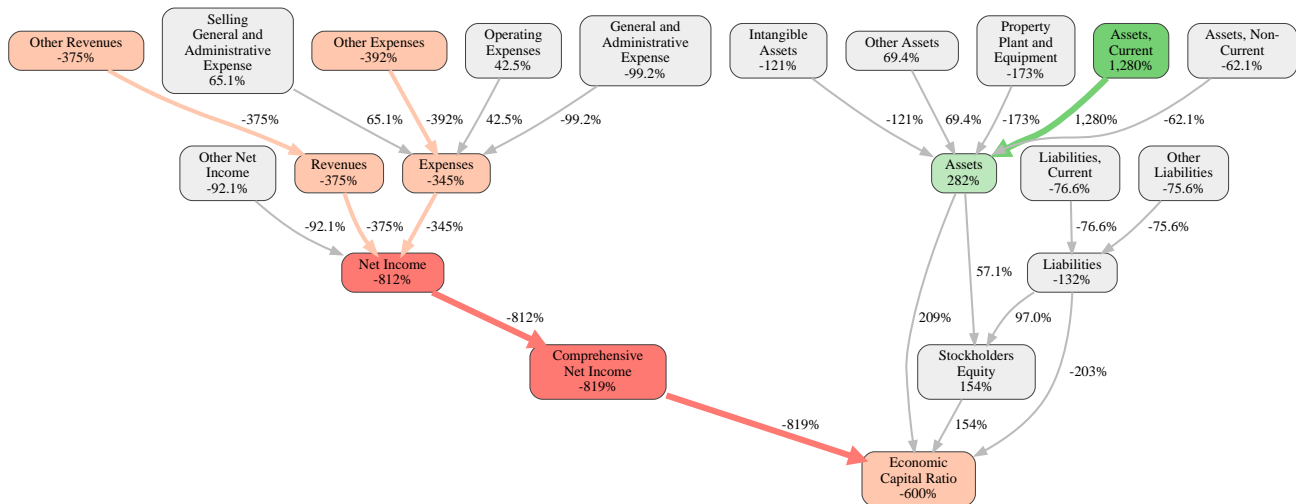 Other Revenues
-375%
Selling
General and
Administrative
Expense
65.1%
Other Expenses
-392%
Operating
Expenses
42.5%
General and
Administrative
Expense
-99.2%
Intangible
Assets
-121%
Other Assets
69.4%
Property
Plant and
Equipment
-173%
Assets,
Current
1,280%
Assets, Non-
Current
-62.1%
-375%
65.1%
-392%
42.5%
-99.2%
-121%
69.4%
-173%
1,280%
-62.1%
Other Net
Income
-92.1%
Revenues
-375%
Expenses
-345%
Assets
282%
Liabilities,
Current
-76.6%
Other
Liabilities
-75.6%
-92.1%
-375%
-345%
-76.6%
-75.6%
Net Income
-812%
57.1%
Liabilities
-132%
-812%
209%
97.0%
Comprehensive
Net Income
-819%
Stockholders
Equity
154%
-203%
-819%
154%
Economic
Capital Ratio
-600%